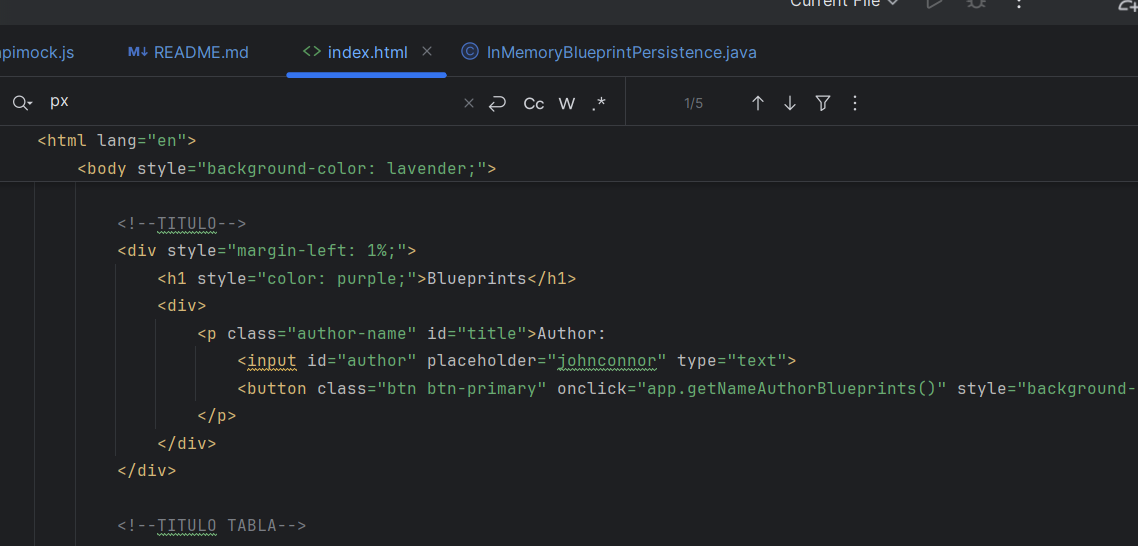 Current File
apimock.js README.md index.html InMemoryBlueprintPersistence.java
px Cc W .* 1/5
<html lang="en">
<body style="background-color: lavender;">
<!--TITULO-->
<div style="margin-left: 1%;">
<h1 style="color: purple;">Blueprints</h1>
<div>
<p class="author-name" id="title">Author:
<input id="author" placeholder="johnconnor" type="text">
<button class="btn btn-primary" onclick="app.getNameAuthorBlueprints()" style="background-
</p>
</div>
</div>
<!--TITULO TABLA-->